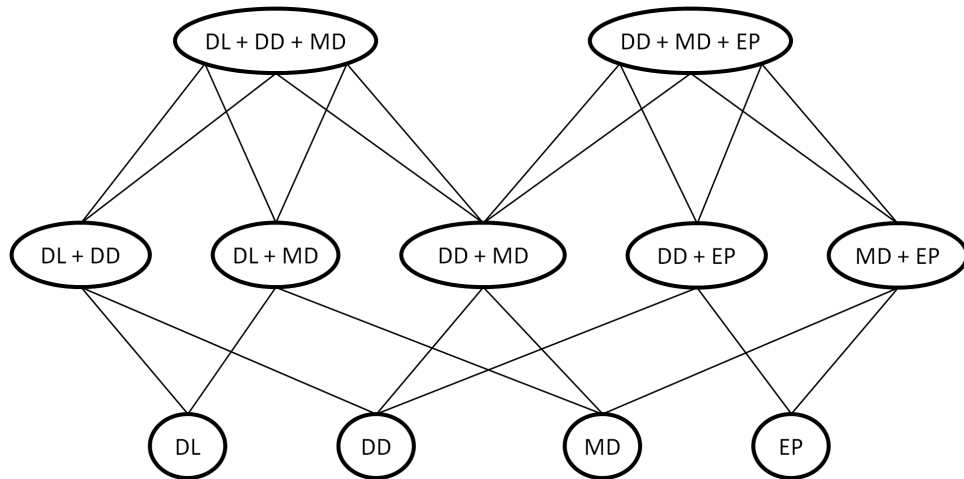 DL + DD + MD
DD + MD + EP
DL + DD
DL + MD
DD + MD
DD + EP
MD + EP
DL
DD
MD
EP